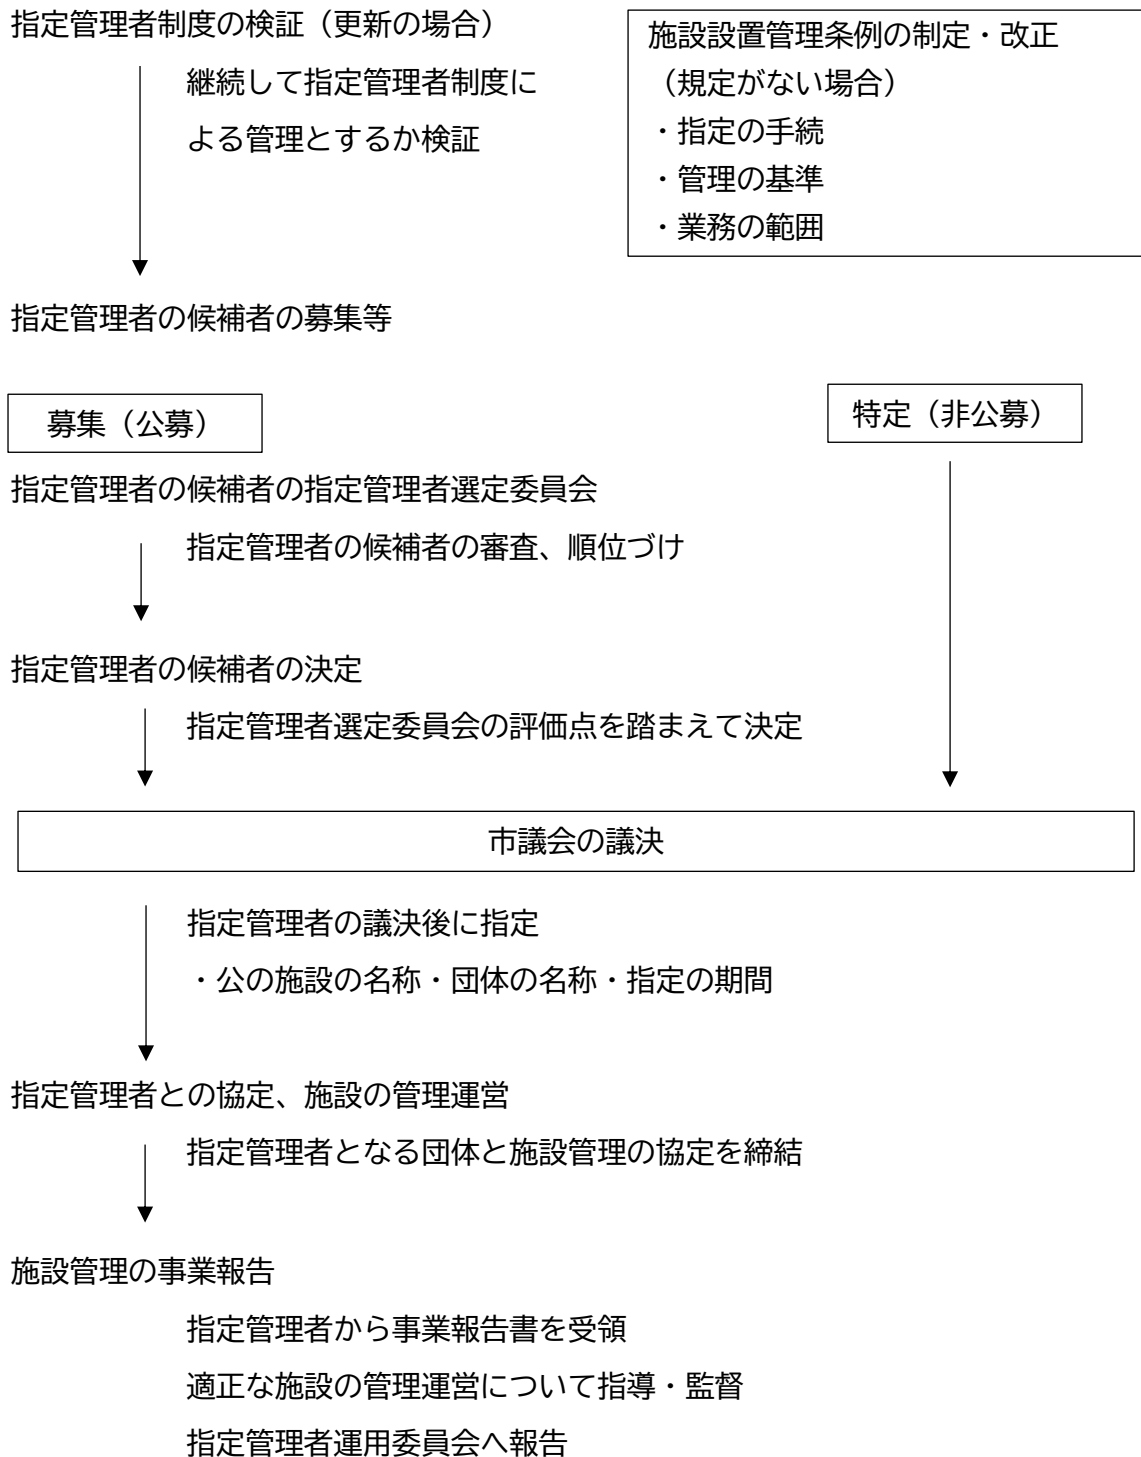 指定管理者制度の検証（更新の場合）
継続して指定管理者制度に
よる管理とするか検証
施設設置管理条例の制定・改正
（規定がない場合）
・指定の手続
・管理の基準
・業務の範囲
指定管理者の候補者の募集等
募集（公募）
特定（非公募）
指定管理者の候補者の指定管理者選定委員会
指定管理者の候補者の審査、順位づけ
指定管理者の候補者の決定
指定管理者選定委員会の評価点を踏まえて決定
市議会の議決
指定管理者の議決後に指定
・公の施設の名称・団体の名称・指定の期間
指定管理者との協定、施設の管理運営
指定管理者となる団体と施設管理の協定を締結
施設管理の事業報告
指定管理者から事業報告書を受領
適正な施設の管理運営について指導・監督
指定管理者運用委員会へ報告